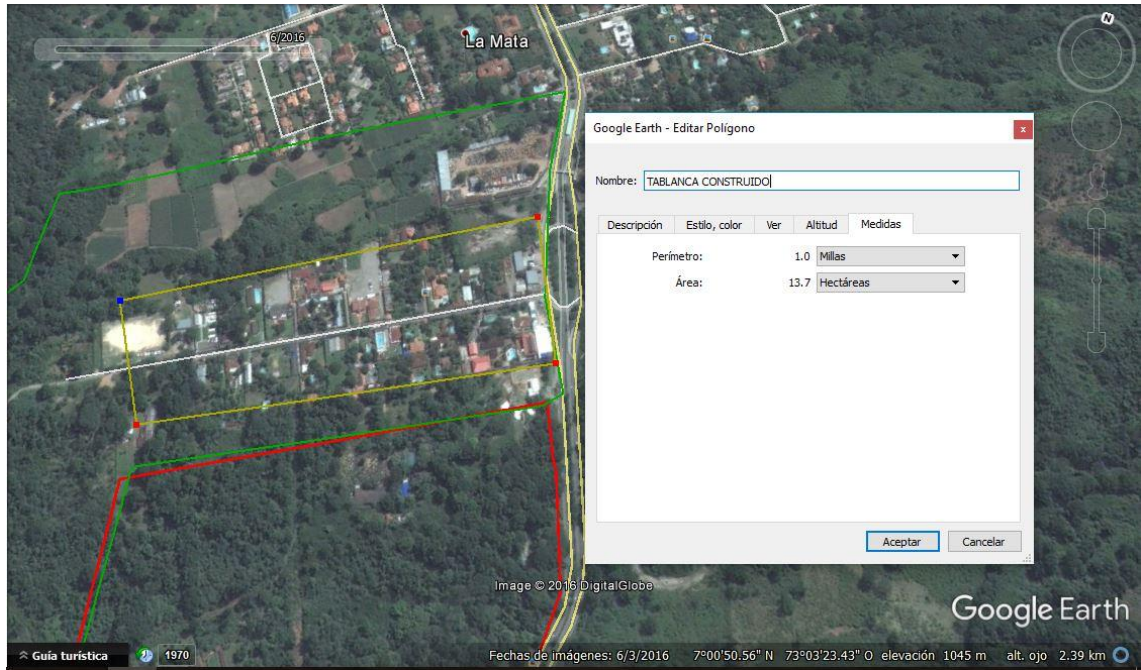 6/2016
La Mata
N
Google Earth - Editar Polígono
x
Nombre: TABLANCA CONSTRUIDO
Descripción Estilo, color Ver Altitud Medidas
Perímetro: 1.0 Millas
Área: 13.7 Hectáreas
Aceptar Cancelar
Image © 2016 DigitalGlobe
Google Earth
Guía turística 1970 Fechas de imágenes: 6/3/2016 7°00'50.56" N 73°03'23.43" O elevación 1045 m alt. ojo 2.39 km